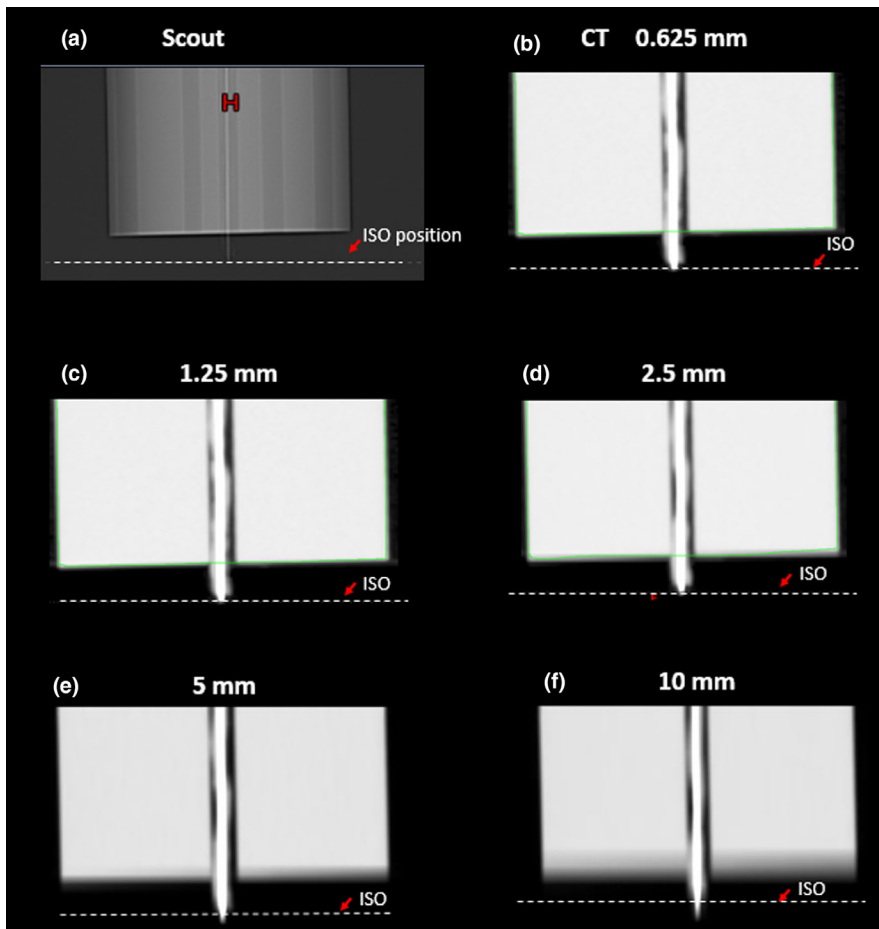 (a) Scout
H
ISO position
(b) CT 0.625 mm
ISO
(c) 1.25 mm
ISO
(d) 2.5 mm
ISO
(e) 5 mm
ISO
(f) 10 mm
ISO